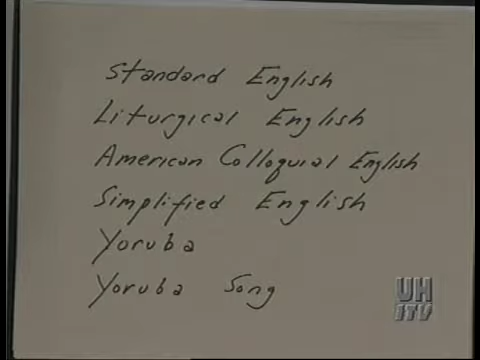 Standard English
Liturgical English
American Colloquial English
Simplified English
Yoruba
Yoruba Song
UH
ITV